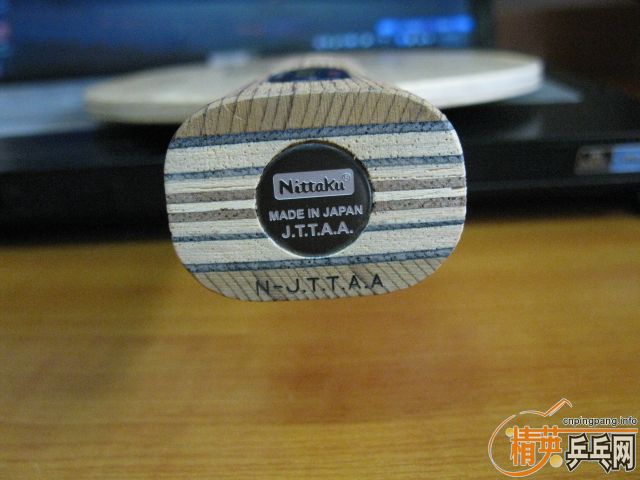 Nittaku®
MADE IN JAPAN
J.T.T.A.A.
N-J.T.T.A.A
cnpingpang.info
精英乒乓网